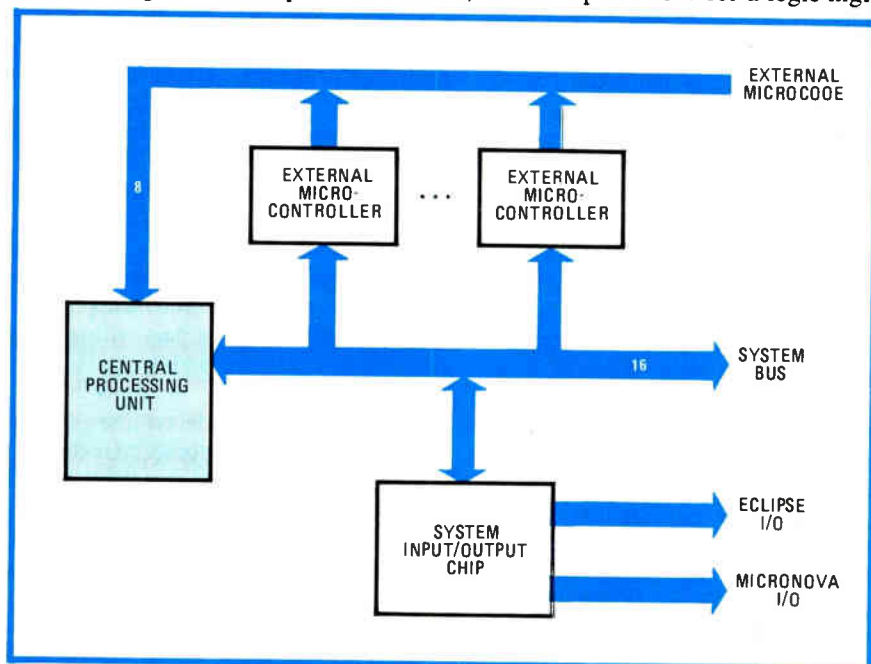 EXTERNAL
MICROCODE
8
EXTERNAL
MICRO-
CONTROLLER
...
EXTERNAL
MICRO-
CONTROLLER
CENTRAL
PROCESSING
UNIT
16
SYSTEM
BUS
SYSTEM
INPUT/OUTPUT
CHIP
ECLIPSE
I/O
MICRONOVA
I/O